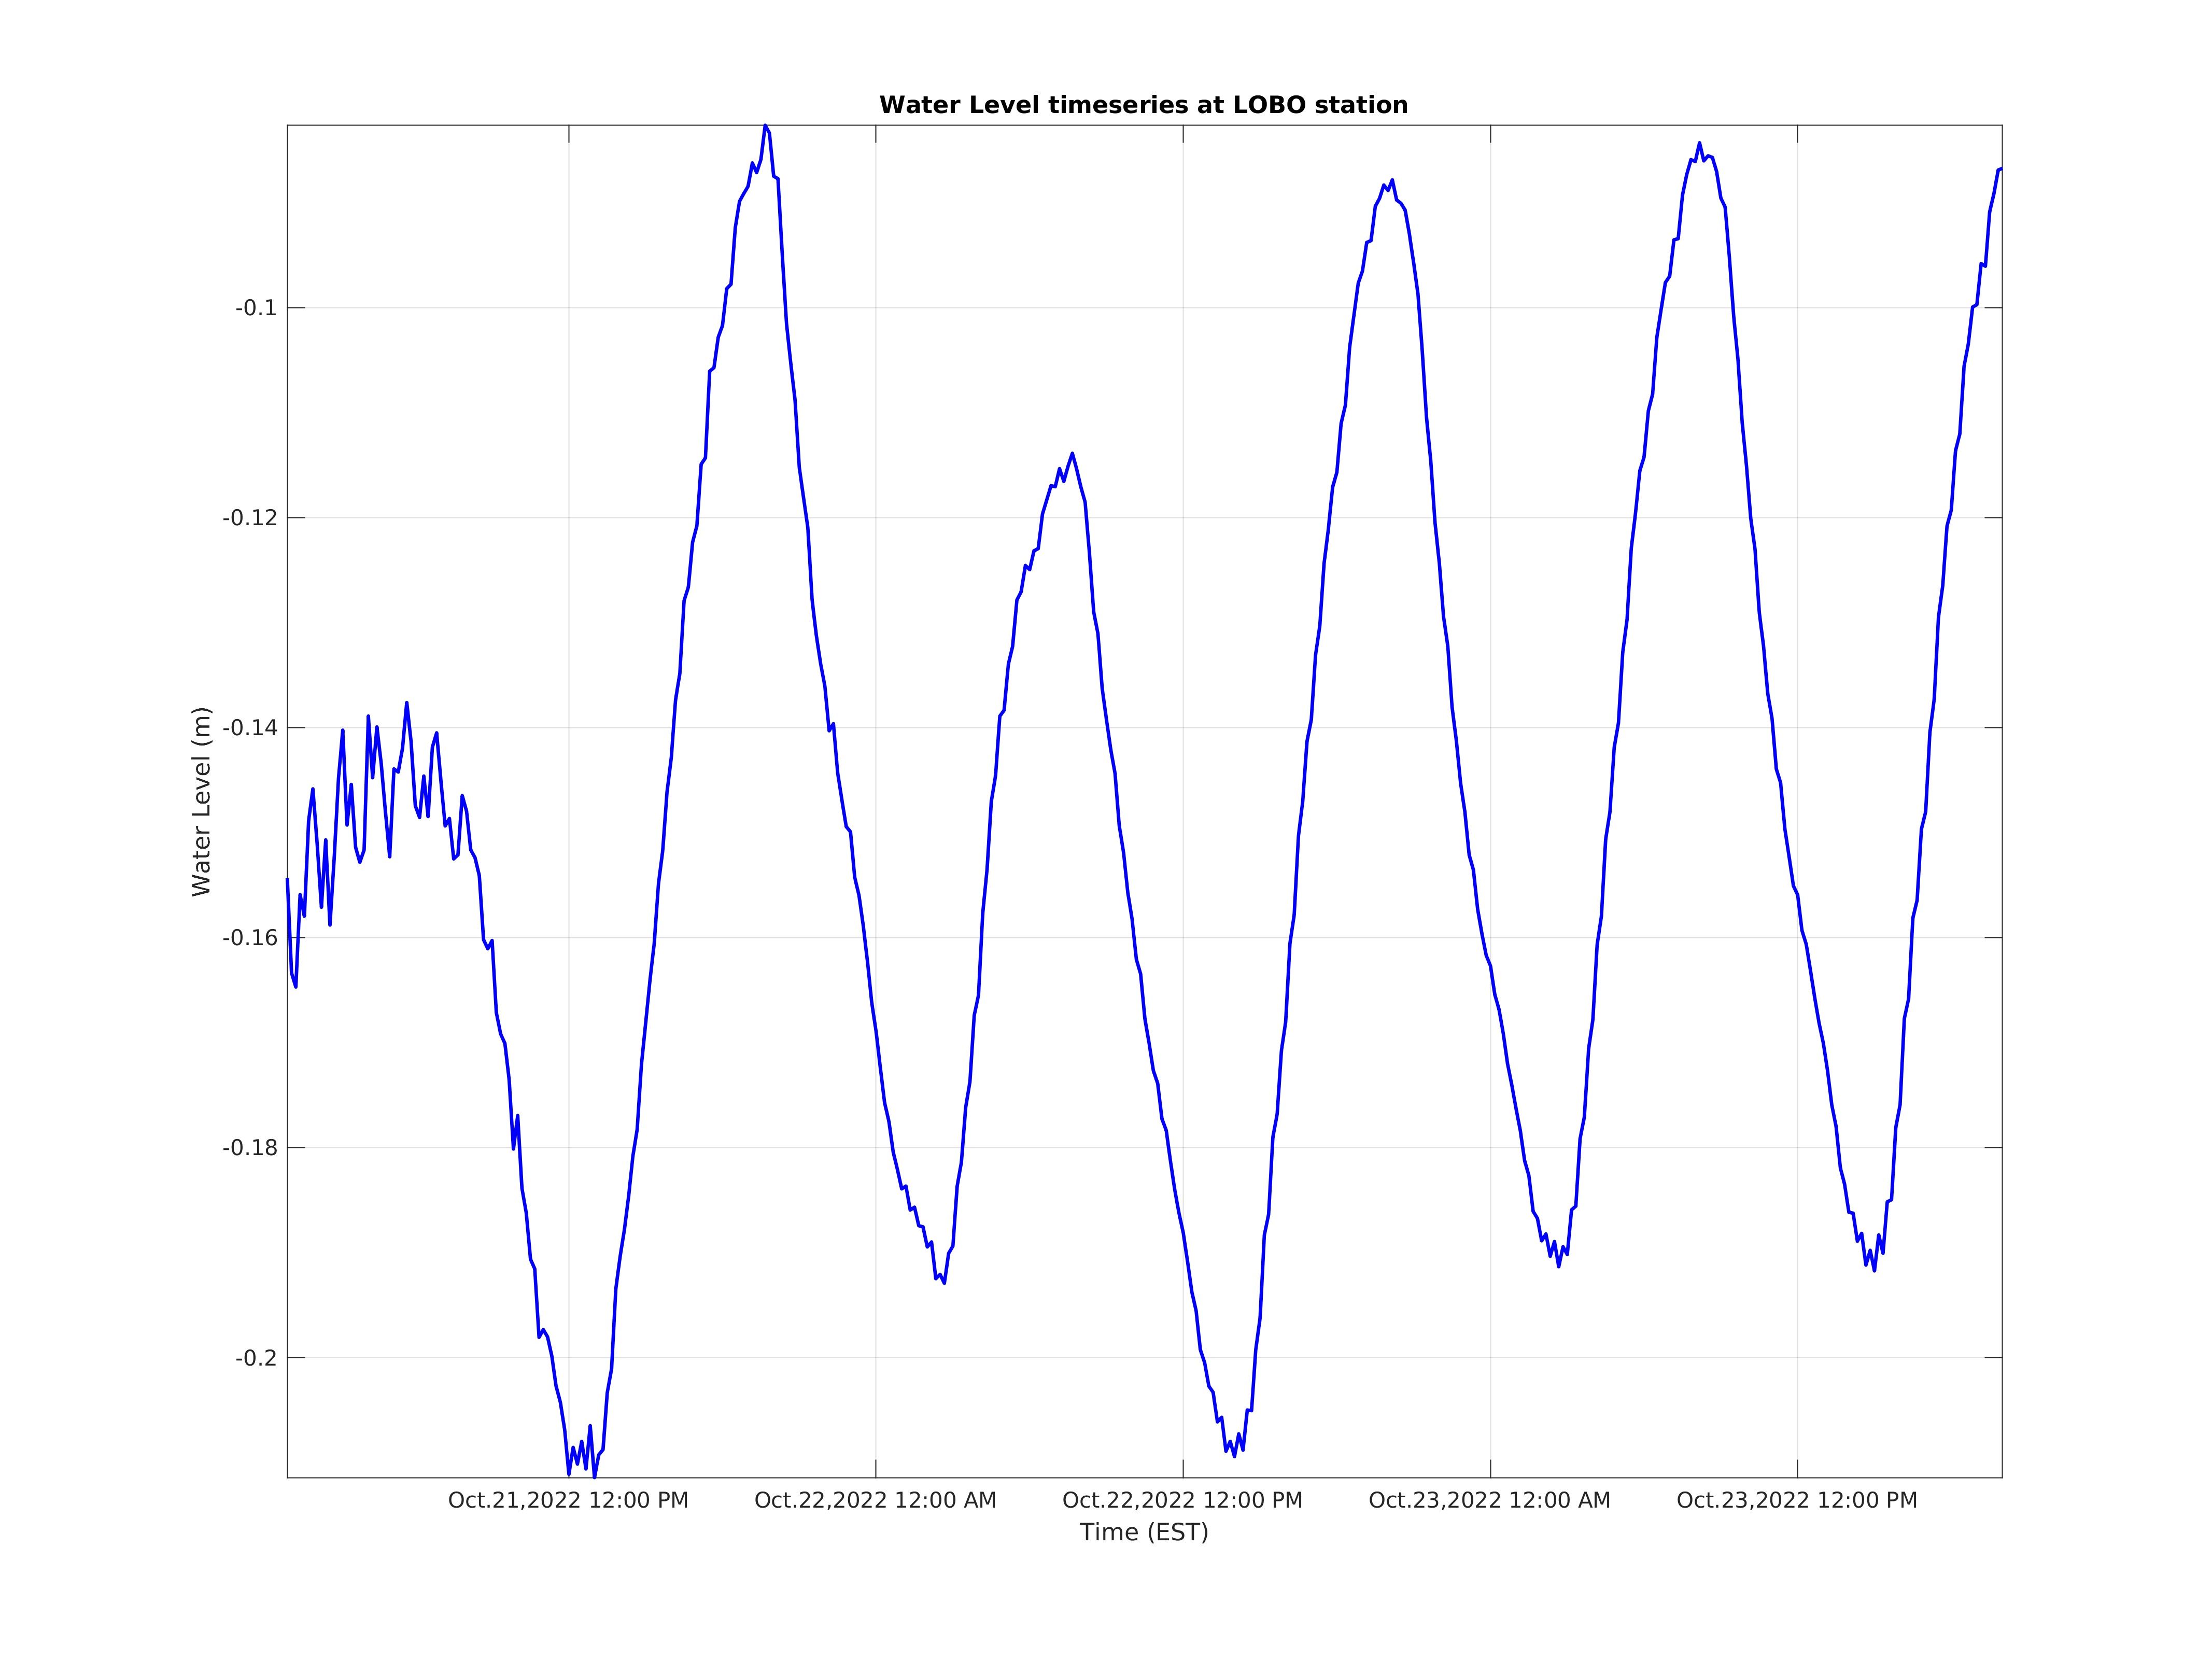 Water Level timeseries at LOBO station
-0.1
-0.12
-0.14
-0.16
-0.18
-0.2
Water Level (m)
Oct.21,2022 12:00 PM
Oct.22,2022 12:00 AM
Oct.22,2022 12:00 PM
Oct.23,2022 12:00 AM
Oct.23,2022 12:00 PM
Time (EST)